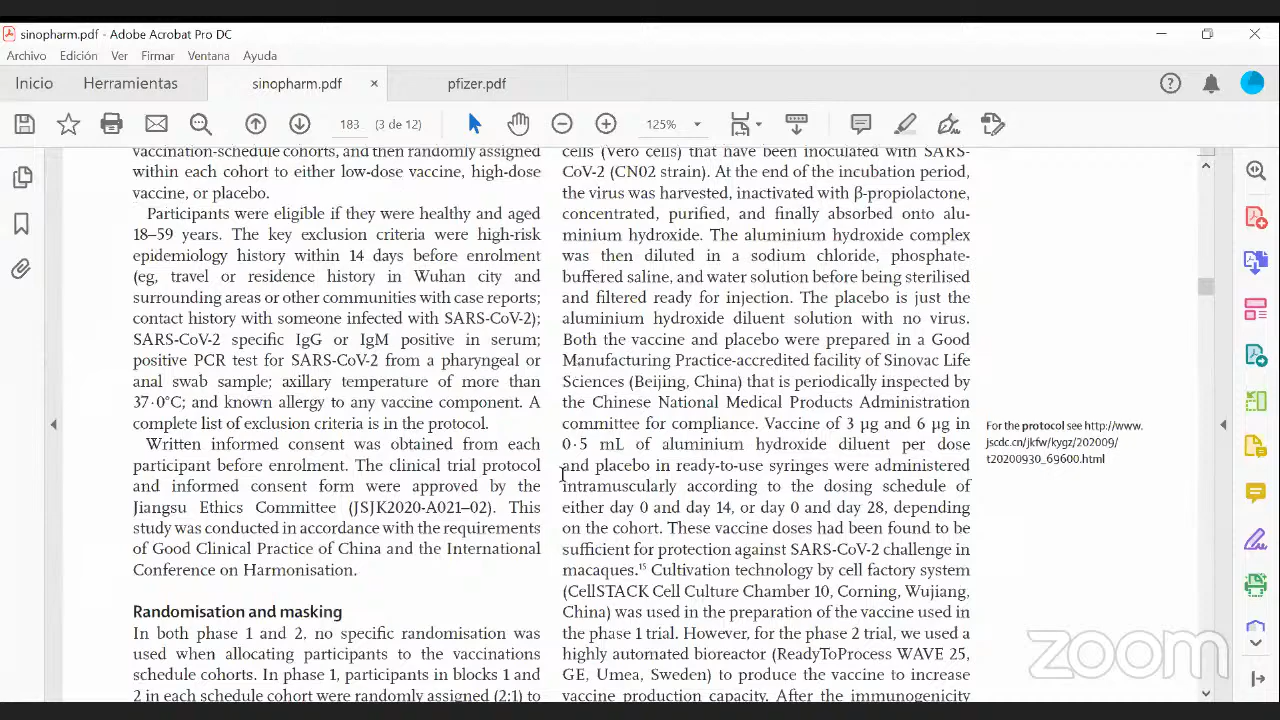 sinopharm.pdf - Adobe Acrobat Pro DC
Archivo Edición Ver Firmar Ventana Ayuda
Inicio Herramientas sinopharm.pdf × pfizer.pdf
183 (3 de 12) 125%
vaccination-schedule cohorts, and then randomly assigned
within each cohort to either low-dose vaccine, high-dose
vaccine, or placebo.
Participants were eligible if they were healthy and aged
18–59 years. The key exclusion criteria were high-risk
epidemiology history within 14 days before enrolment
(eg, travel or residence history in Wuhan city and
surrounding areas or other communities with case reports;
contact history with someone infected with SARS-CoV-2);
SARS-CoV-2 specific IgG or IgM positive in serum;
positive PCR test for SARS-CoV-2 from a pharyngeal or
anal swab sample; axillary temperature of more than
37·0°C; and known allergy to any vaccine component. A
complete list of exclusion criteria is in the protocol.
Written informed consent was obtained from each
participant before enrolment. The clinical trial protocol
and informed consent form were approved by the
Jiangsu Ethics Committee (JSJK2020-A021–02). This
study was conducted in accordance with the requirements
of Good Clinical Practice of China and the International
Conference on Harmonisation.
Randomisation and masking
In both phase 1 and 2, no specific randomisation was
used when allocating participants to the vaccinations
schedule cohorts. In phase 1, participants in blocks 1 and
2 in each schedule cohort were randomly assigned (2:1) to
cells (Vero cells) that have been inoculated with SARS-
CoV-2 (CN02 strain). At the end of the incubation period,
the virus was harvested, inactivated with β-propiolactone,
concentrated, purified, and finally absorbed onto alu-
minium hydroxide. The aluminium hydroxide complex
was then diluted in a sodium chloride, phosphate-
buffered saline, and water solution before being sterilised
and filtered ready for injection. The placebo is just the
aluminium hydroxide diluent solution with no virus.
Both the vaccine and placebo were prepared in a Good
Manufacturing Practice-accredited facility of Sinovac Life
Sciences (Beijing, China) that is periodically inspected by
the Chinese National Medical Products Administration
committee for compliance. Vaccine of 3 μg and 6 μg in
0·5 mL of aluminium hydroxide diluent per dose
and placebo in ready-to-use syringes were administered
intramuscularly according to the dosing schedule of
either day 0 and day 14, or day 0 and day 28, depending
on the cohort. These vaccine doses had been found to be
sufficient for protection against SARS-CoV-2 challenge in
macaques.¹⁵ Cultivation technology by cell factory system
(CellSTACK Cell Culture Chamber 10, Corning, Wujiang,
China) was used in the preparation of the vaccine used in
the phase 1 trial. However, for the phase 2 trial, we used a
highly automated bioreactor (ReadyToProcess WAVE 25,
GE, Umea, Sweden) to produce the vaccine to increase
vaccine production capacity. After the immunogenicity
For the protocol see http://www.
jscdc.cn/jkfw/kygz/202009/
t20200930_69600.html
zoom